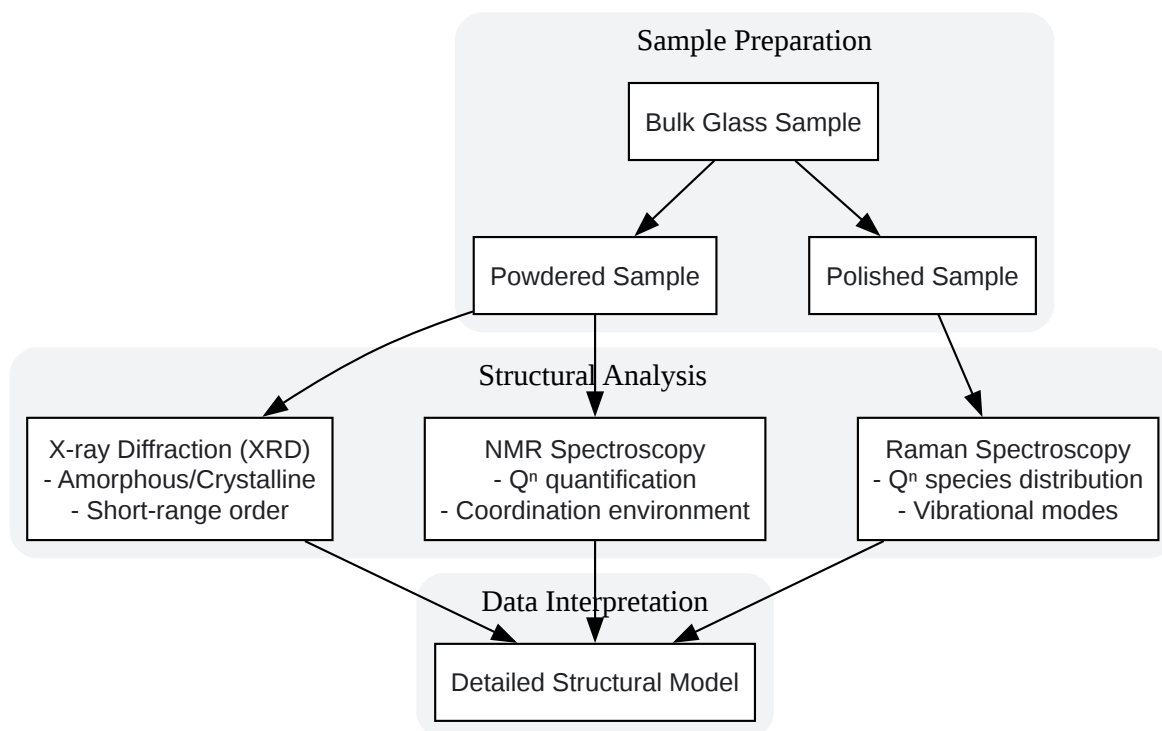 Sample Preparation
Bulk Glass Sample
Powdered Sample
Polished Sample
Structural Analysis
X-ray Diffraction (XRD)
- Amorphous/Crystalline
- Short-range order
NMR Spectroscopy
- Qⁿ quantification
- Coordination environment
Raman Spectroscopy
- Qⁿ species distribution
- Vibrational modes
Data Interpretation
Detailed Structural Model